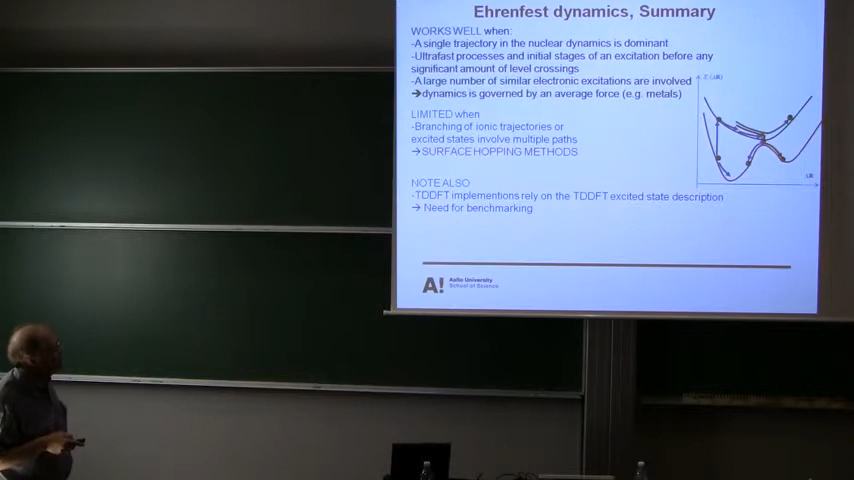 Ehrenfest dynamics, Summary
WORKS WELL when:
-A single trajectory in the nuclear dynamics is dominant
-Ultrafast processes and initial stages of an excitation before any
significant amount of level crossings
-A large number of similar electronic excitations are involved
➔dynamics is governed by an average force (e.g. metals)
LIMITED when
-Branching of ionic trajectories or
excited states involve multiple paths
→SURFACE HOPPING METHODS
NOTE ALSO
-TDDFT implementions rely on the TDDFT excited state description
→ Need for benchmarking
A! Aalto University
School of Science